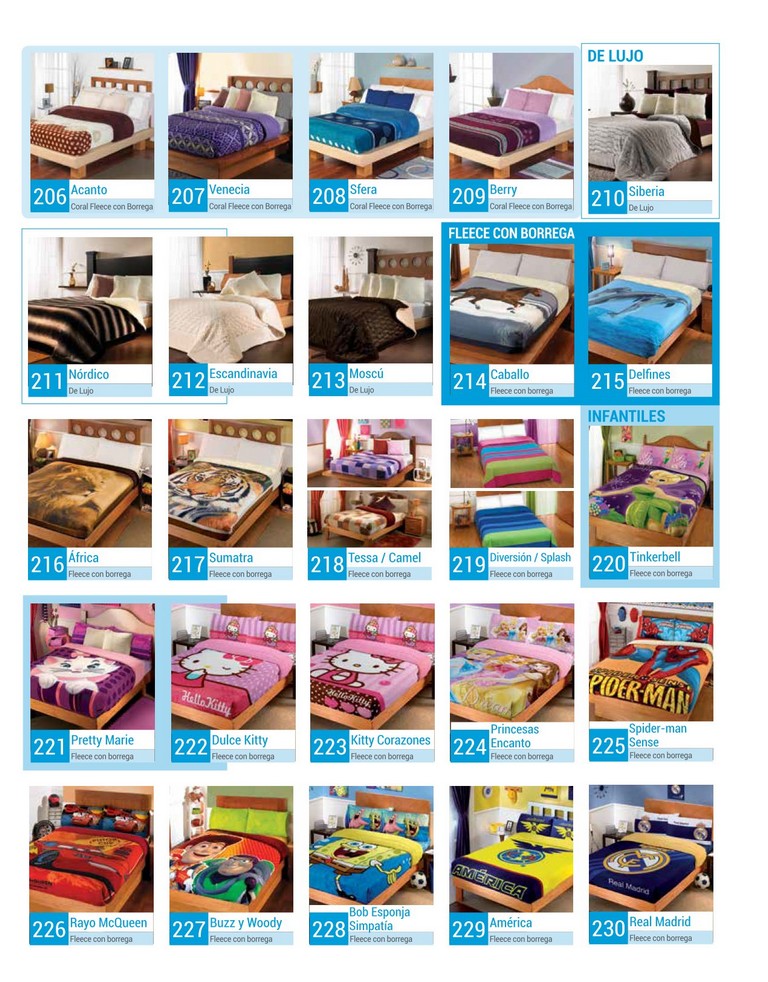 DE LUJO
206 Acanto
Coral Fleece con Borrega
207 Venecia
Coral Fleece con Borrega
208 Sfera
Coral Fleece con Borrega
209 Berry
Coral Fleece con Borrega
210 Siberia
De Lujo
FLEECE CON BORREGA
211 Nórdico
De Lujo
212 Escandinavia
De Lujo
213 Moscú
De Lujo
214 Caballo
Fleece con borrega
215 Delfines
Fleece con borrega
INFANTILES
216 África
Fleece con borrega
217 Sumatra
Fleece con borrega
218 Tessa / Camel
Fleece con borrega
219 Diversión / Splash
Fleece con borrega
220 Tinkerbell
Fleece con borrega
221 Pretty Marie
Fleece con borrega
Hello Kitty
222 Dulce Kitty
Fleece con borrega
Hello Kitty
223 Kitty Corazones
Fleece con borrega
224 Princesas
Encanto
Fleece con borrega
SPIDER-MAN
225 Spider-man
Sense
Fleece con borrega
226 Rayo McQueen
Fleece con borrega
227 Buzz y Woody
Fleece con borrega
228 Bob Esponja
Simpatía
Fleece con borrega
AMÉRICA
229 América
Fleece con borrega
Real Madrid
230 Real Madrid
Fleece con borrega